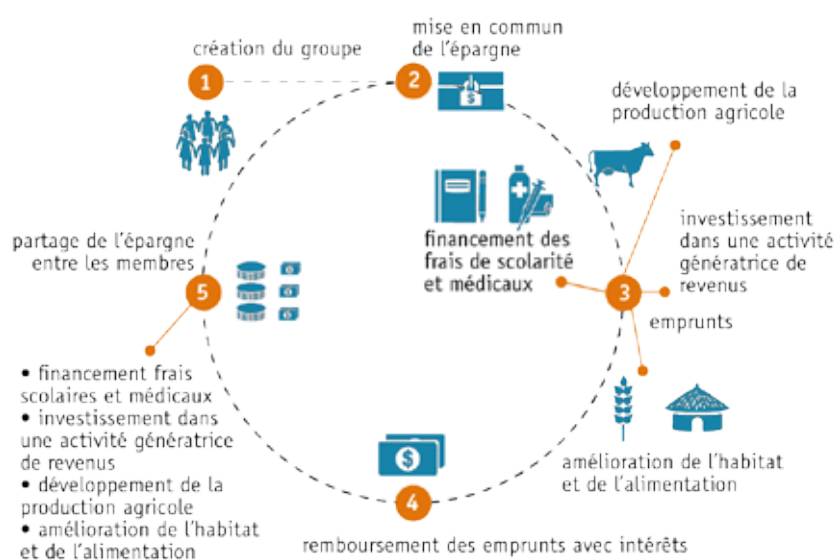 création du groupe
1
mise en commun
de l'épargne
2
$
développement de la
production agricole
financement des
frais de scolarité
et médicaux
investissement
dans une activité
génératrice de
revenus
3
emprunts
amélioration de l'habitat
et de l'alimentation
$
4
remboursement des emprunts avec intérêts
partage de l'épargne
entre les membres
5
$
$
$
• financement frais
scolaires et médicaux
• investissement dans
une activité génératrice
de revenus
• développement de la
production agricole
• amélioration de l'habitat
et de l'alimentation